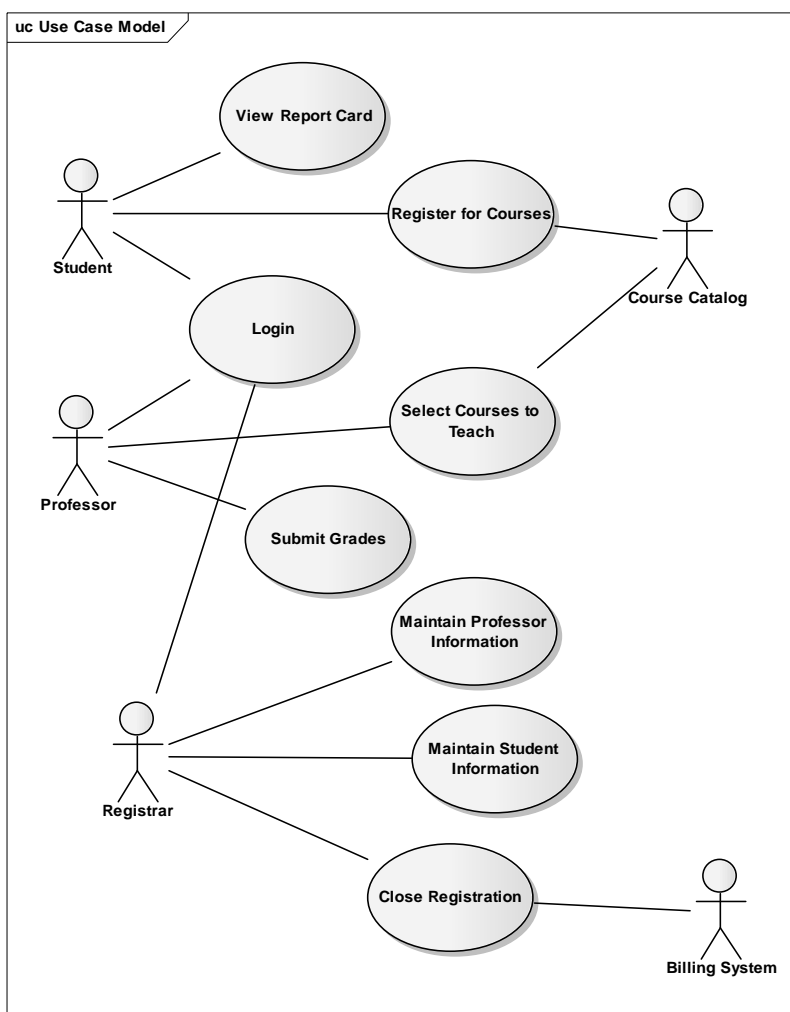 uc Use Case Model
View Report Card
Register for Courses
Student
Course Catalog
Login
Select Courses to
Teach
Professor
Submit Grades
Maintain Professor
Information
Maintain Student
Information
Registrar
Close Registration
Billing System